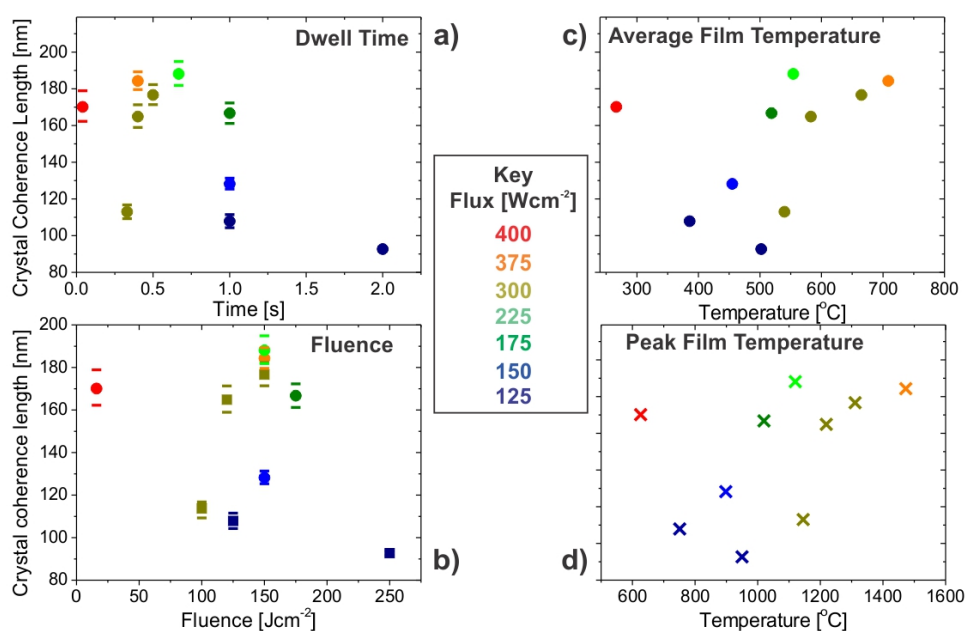 Dwell Time
a)
Crystal Coherence Length [nm]
200
180
160
140
120
100
80
0.0
0.5
1.0
1.5
2.0
Time [s]
c)
Average Film Temperature
300
400
500
600
700
800
Temperature [°C]
Key
Flux [Wcm-2]
400
375
300
225
175
150
125
Fluence
b)
Crystal coherence length [nm]
200
180
160
140
120
100
80
0
50
100
150
200
250
Fluence [Jcm-2]
Peak Film Temperature
d)
600
800
1000
1200
1400
1600
Temperature [°C]